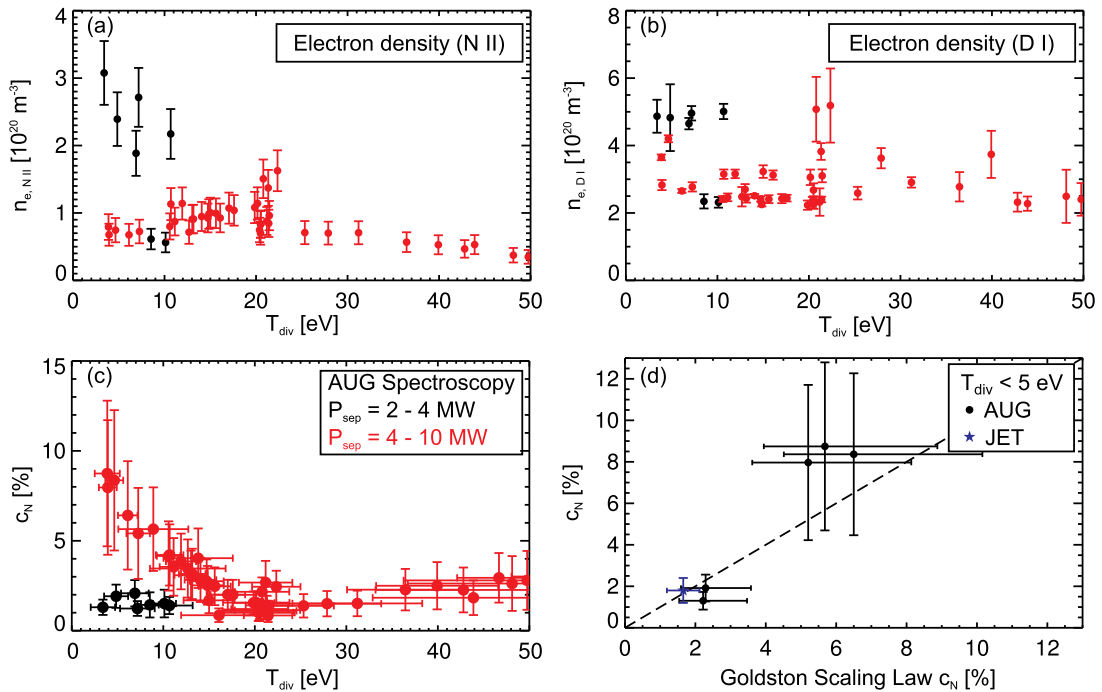 (a)
Electron density (N II)
n_e, N II [10^20 m^-3]
4
3
2
1
0
0 10 20 30 40 50
T_div [eV]
(b)
Electron density (D I)
n_e, D I [10^20 m^-3]
8
6
4
2
0
0 10 20 30 40 50
T_div [eV]
(c)
AUG Spectroscopy
P_sep = 2 - 4 MW
P_sep = 4 - 10 MW
c_N [%]
15
10
5
0
0 10 20 30 40 50
T_div [eV]
(d)
T_div < 5 eV
AUG
JET
c_N [%]
12
10
8
6
4
2
0
0 2 4 6 8 10 12
Goldston Scaling Law c_N [%]